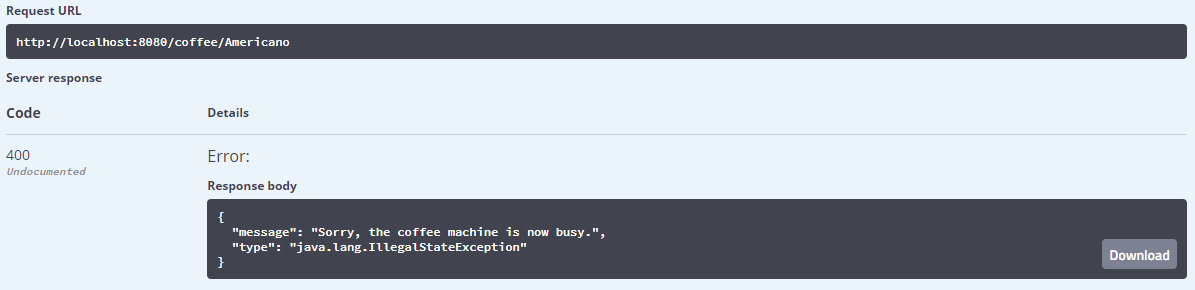 Request URL
http://localhost:8080/coffee/Americano
Server response
Code Details
400 Error:
Undocumented
Response body
{
  "message": "Sorry, the coffee machine is now busy.",
  "type": "java.lang.IllegalStateException"
}
Download